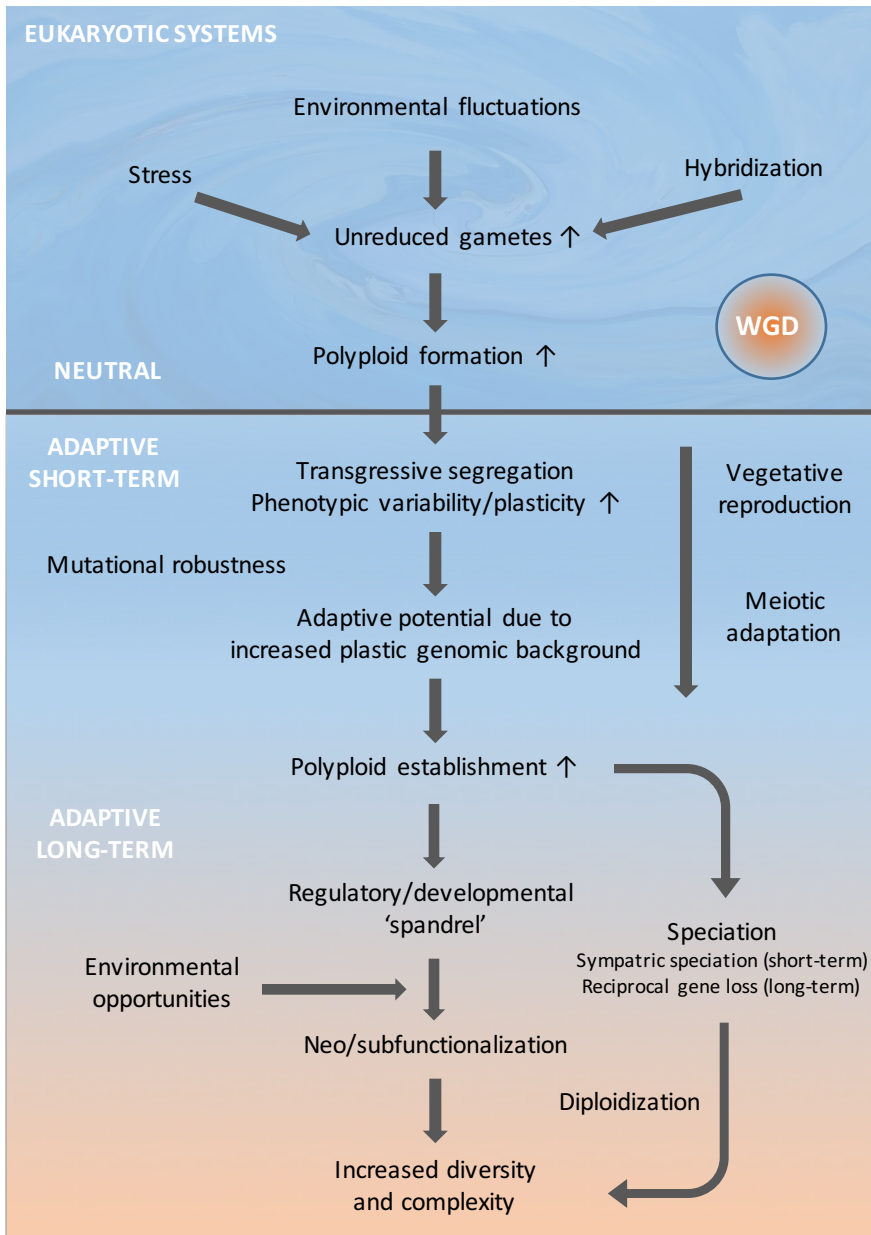 EUKARYOTIC SYSTEMS
Environmental fluctuations
Stress
Hybridization
Unreduced gametes ↑
WGD
Polyploid formation ↑
NEUTRAL
ADAPTIVE
SHORT-TERM
Transgressive segregation
Phenotypic variability/plasticity ↑
Vegetative
reproduction
Mutational robustness
Adaptive potential due to
increased plastic genomic background
Meiotic
adaptation
Polyploid establishment ↑
ADAPTIVE
LONG-TERM
Regulatory/developmental
‘spandrel’
Speciation
Sympatric speciation (short-term)
Reciprocal gene loss (long-term)
Environmental
opportunities
Neo/subfunctionalization
Diploidization
Increased diversity
and complexity